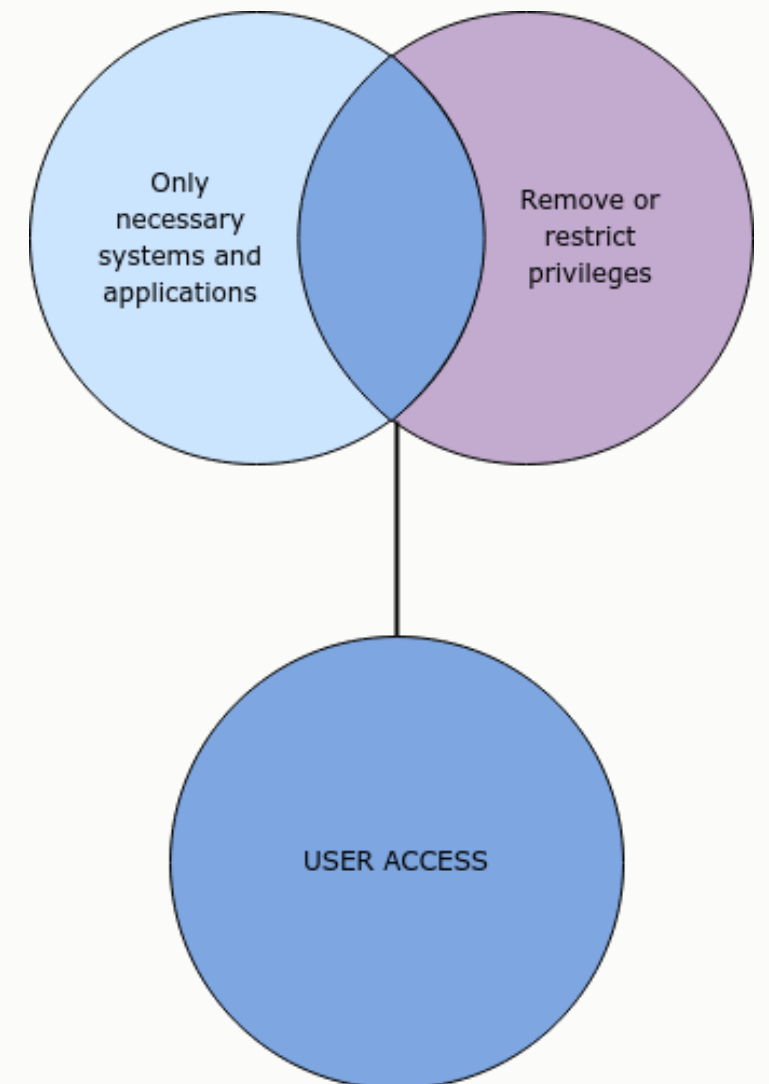 Only
necessary
systems and
applications
Remove or
restrict
privileges
USER ACCESS